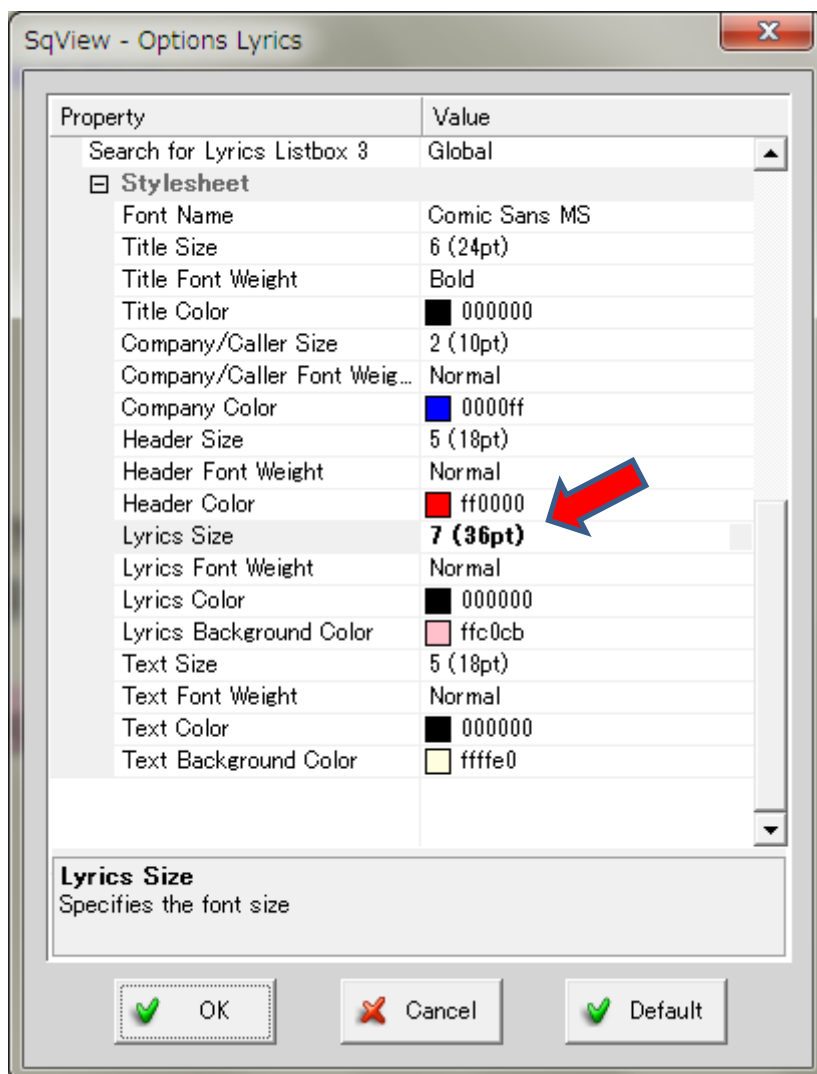 SqView - Options Lyrics
Property Value
Search for Lyrics Listbox 3 Global
Stylesheet
Font Name Comic Sans MS
Title Size 6 (24pt)
Title Font Weight Bold
Title Color 000000
Company/Caller Size 2 (10pt)
Company/Caller Font Weig... Normal
Company Color 0000ff
Header Size 5 (18pt)
Header Font Weight Normal
Header Color ff0000
Lyrics Size 7 (36pt)
Lyrics Font Weight Normal
Lyrics Color 000000
Lyrics Background Color ffc0cb
Text Size 5 (18pt)
Text Font Weight Normal
Text Color 000000
Text Background Color ffffe0
Lyrics Size
Specifies the font size
OK Cancel Default